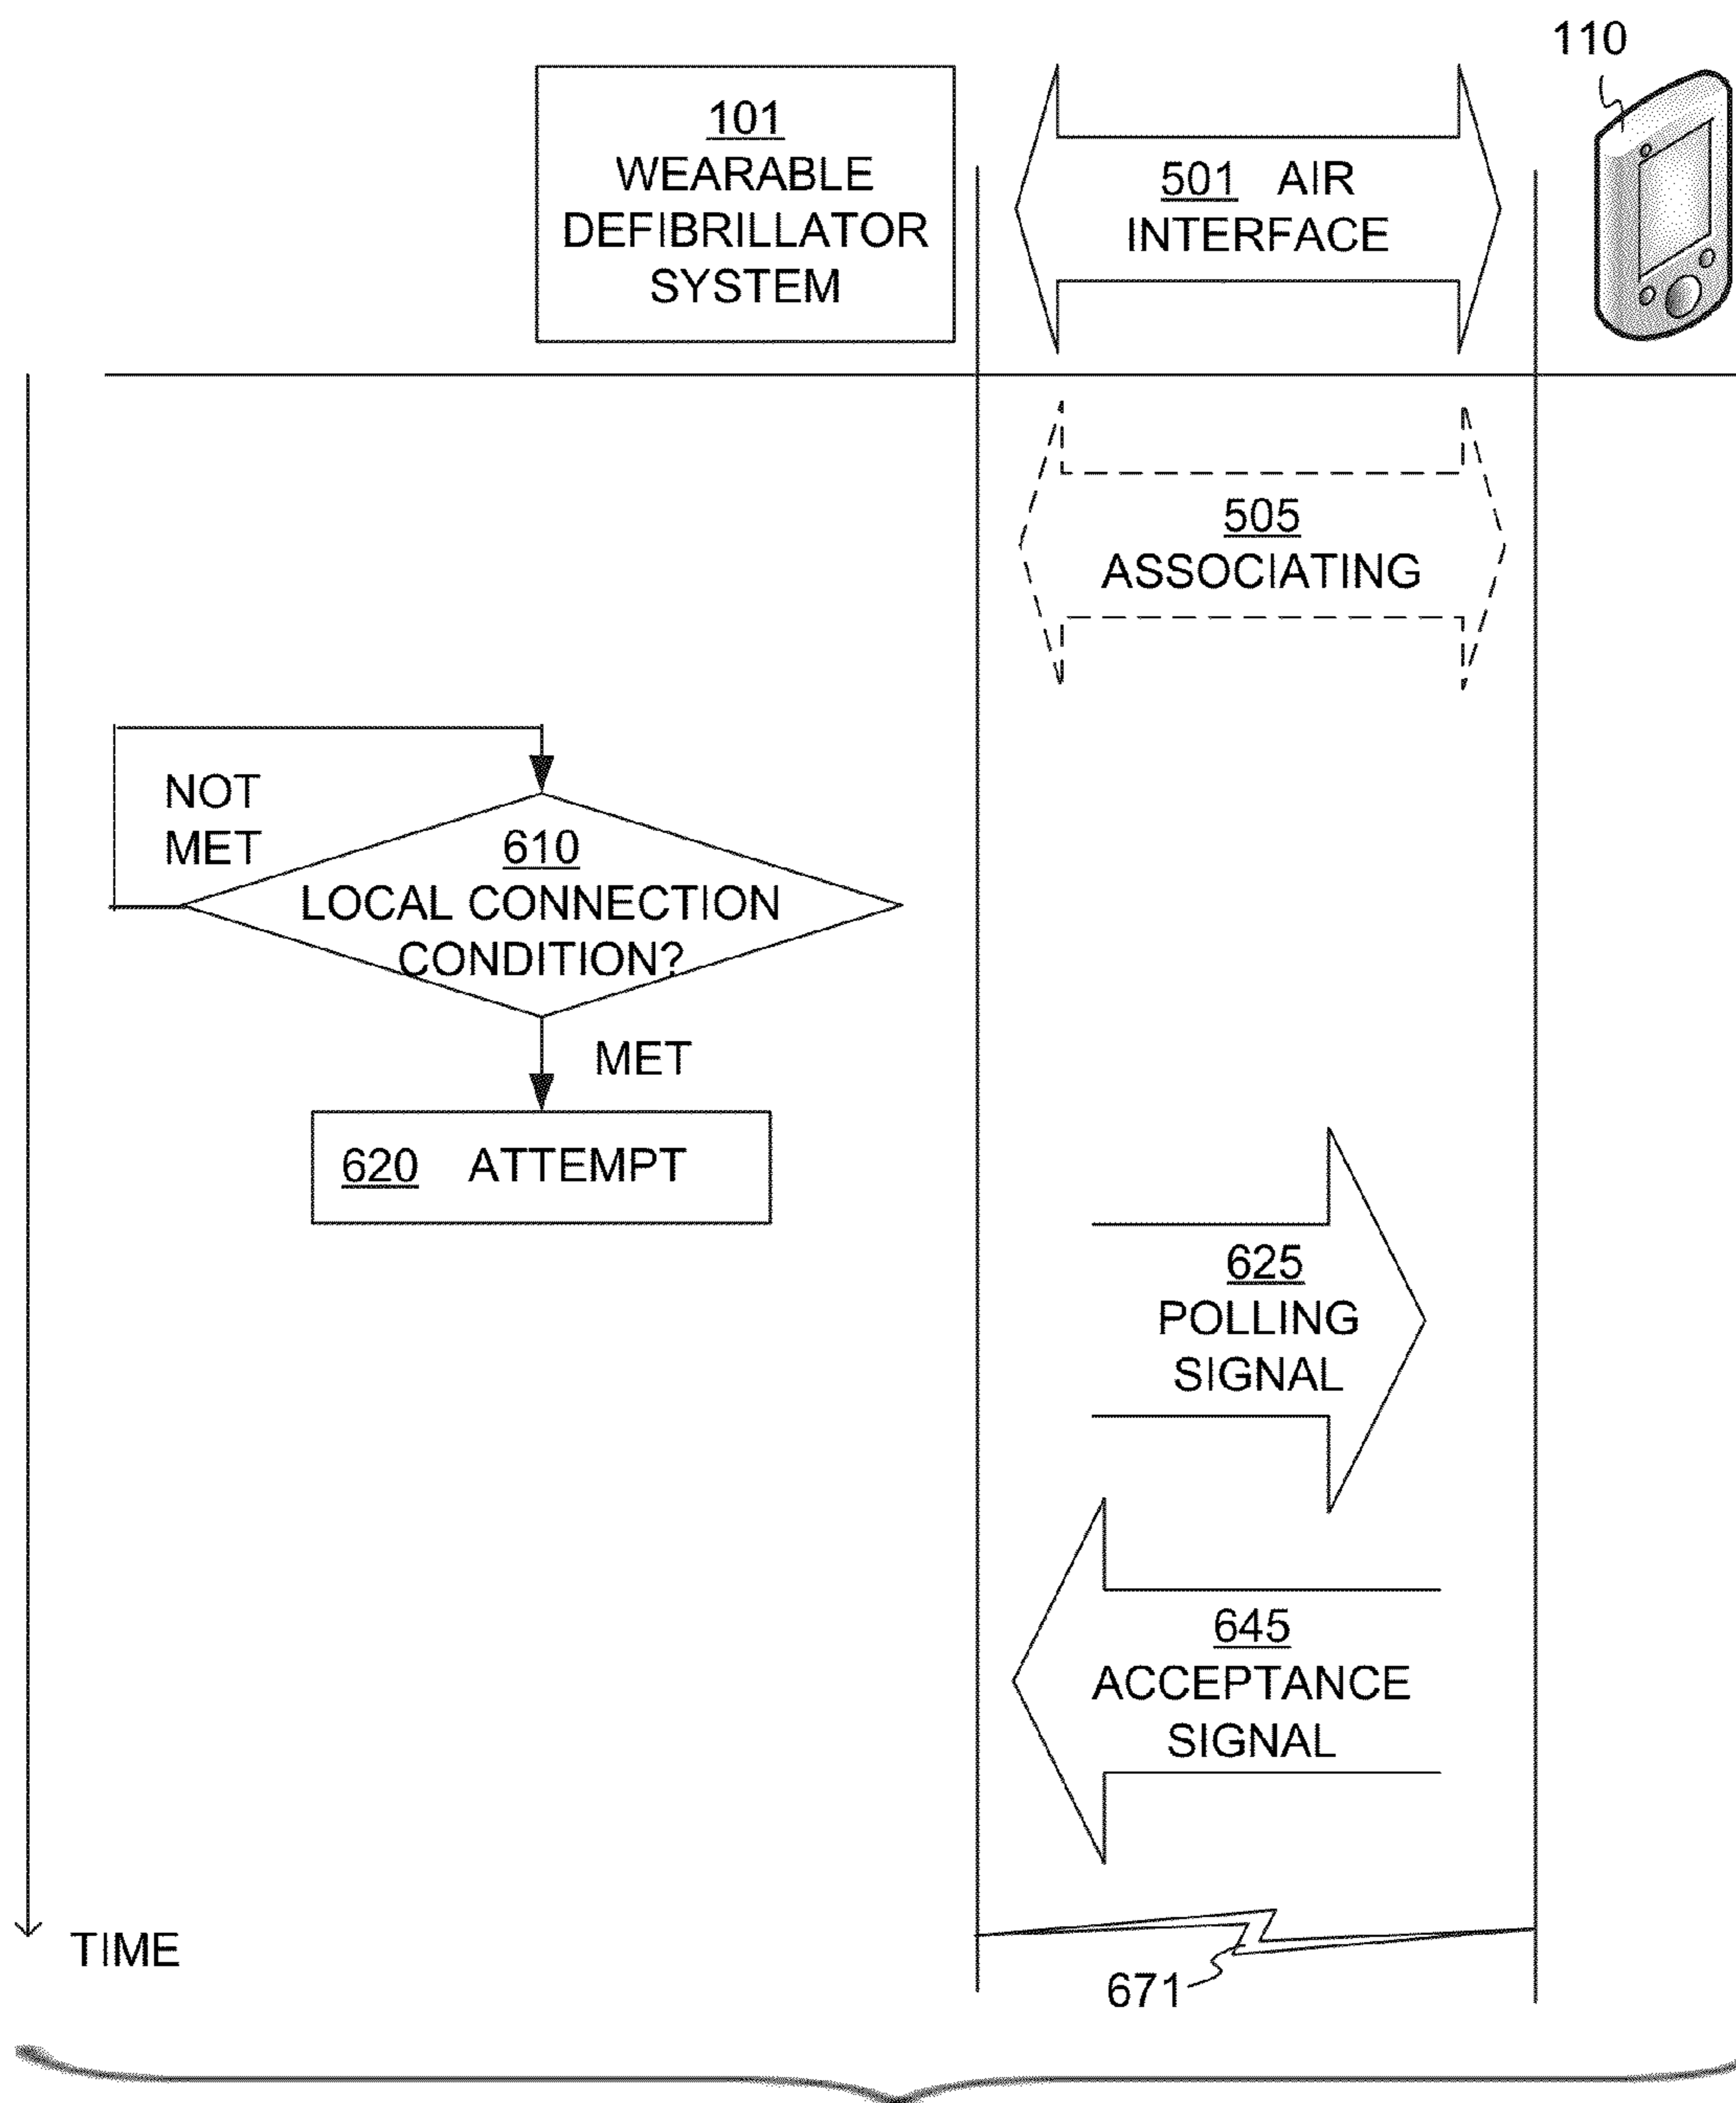 110
101
WEARABLE
DEFIBRILLATOR
SYSTEM
501 AIR
INTERFACE
505
ASSOCIATING
NOT
MET
610
LOCAL CONNECTION
CONDITION?
MET
620 ATTEMPT
625
POLLING
SIGNAL
645
ACCEPTANCE
SIGNAL
TIME
671